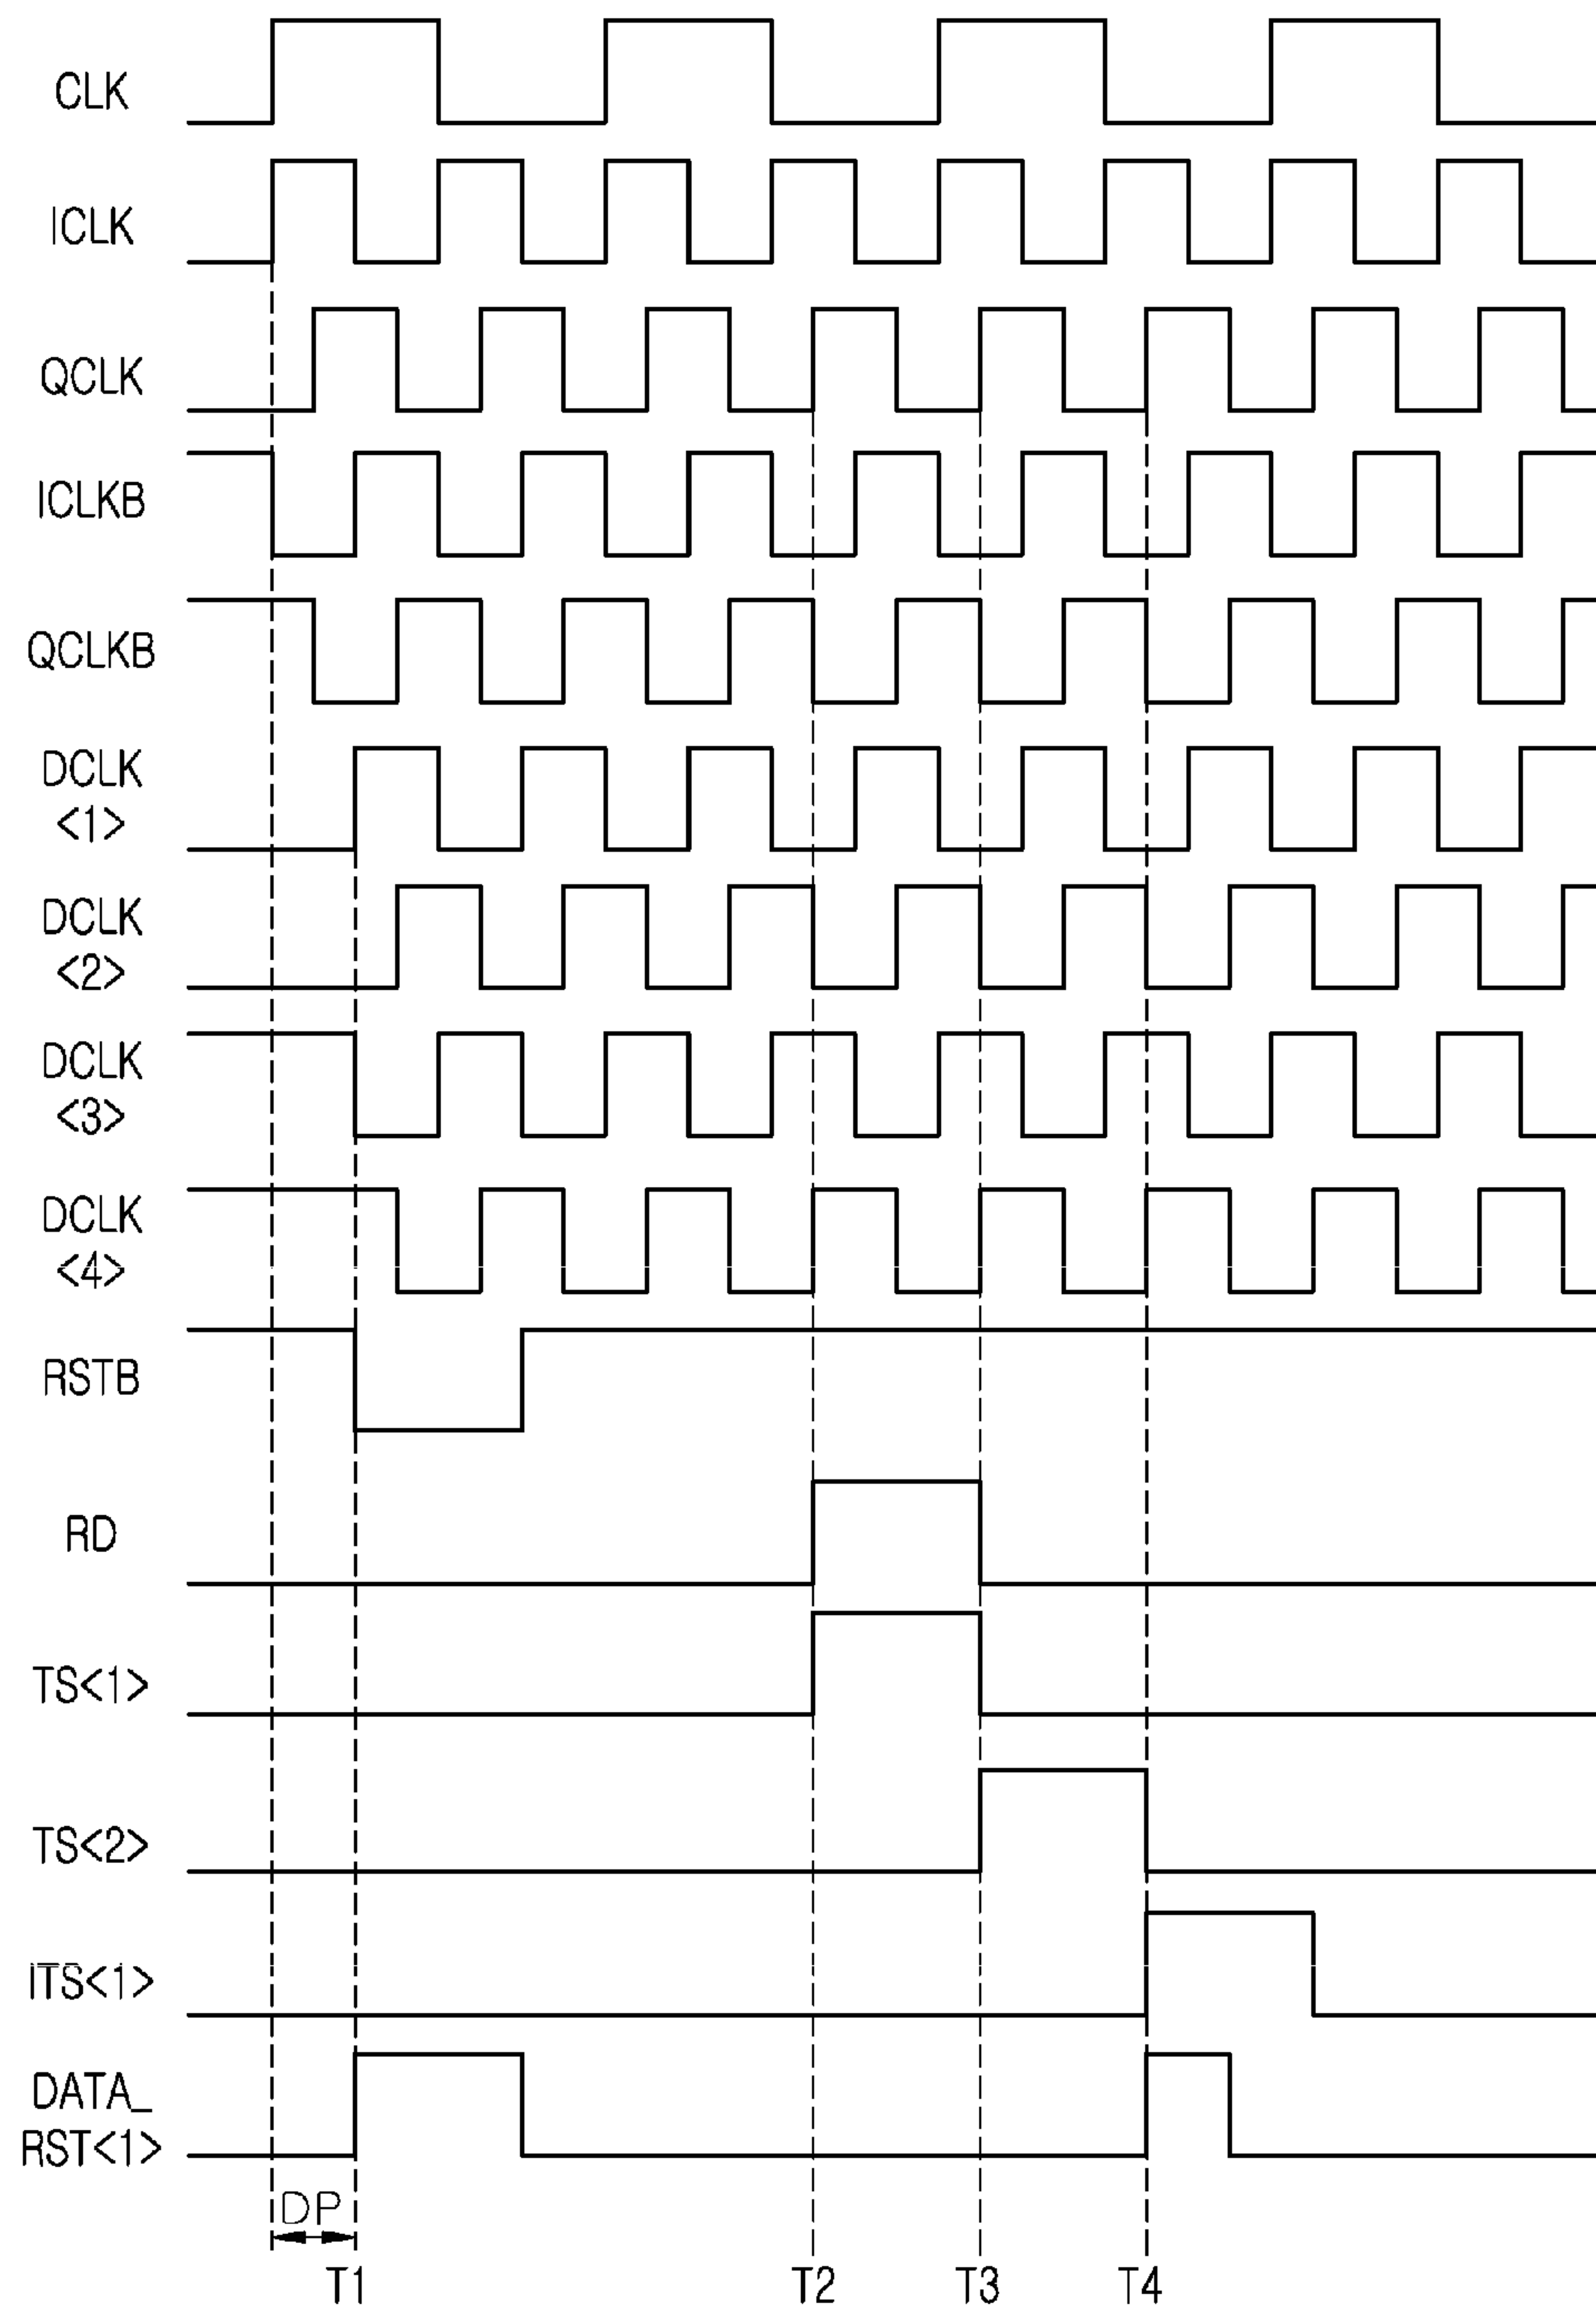 CLK
ICLK
QCLK
ICLKB
QCLKB
DCLK
<1>
DCLK
<2>
DCLK
<3>
DCLK
<4>
RSTB
RD
TS<1>
TS<2>
ITS<1>
DATA_
RST<1>
DP
T1 T2 T3 T4